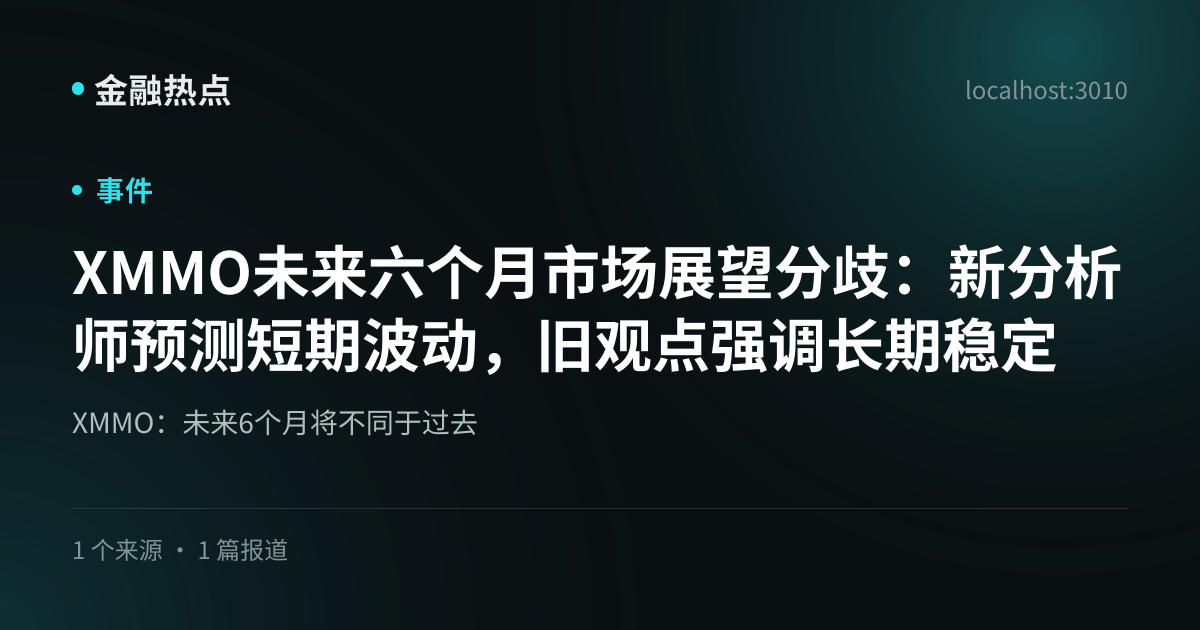 金融热点
localhost:3010
事件
XMMO未来六个月市场展望分歧：新分析
师预测短期波动，旧观点强调长期稳定
XMMO：未来6个月将不同于过去
1 个来源 · 1 篇报道